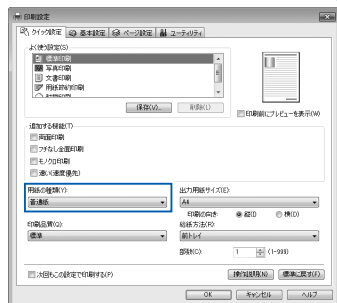 印刷設定
クイック設定 基本設定 ページ設定 ユーティリティ
よく使う設定(S)
標準印刷
写真印刷
文書印刷
用紙節約印刷
保存(V)... 削除(L)
印刷前にプレビューを表示(W)
追加する機能(T)
両面印刷
フチなし全面印刷
モノクロ印刷
速い(速度優先)
用紙の種類(Y):
普通紙
出力用紙サイズ(E):
A4
印刷の向き: 縦(I) 横(O)
印刷品質(Q):
標準
給紙方法(R):
前トレイ
部数(C): 1 (1-999)
次回もこの設定で印刷する(P)
操作説明(N) 標準に戻す(F)
OK キャンセル ヘルプ